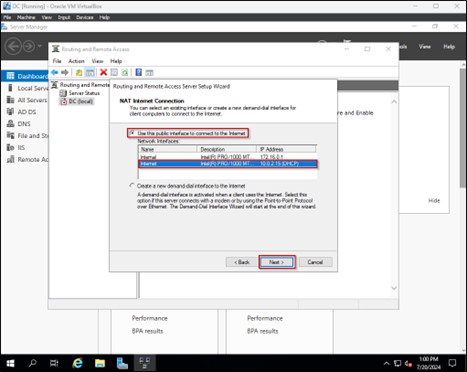 DC [Running] - Oracle VM VirtualBox
File Machine View Input Devices Help
Server Manager
Tools View Help
Dashboard
Local Server
All Servers
AD DS
DNS
File and Sto
IIS
Remote Ac
Routing and Remote Access
File Action View Help
Routing and Remote
Server Status
DC (local)
re and Enable
Hide
Routing and Remote Access Server Setup Wizard
NAT Internet Connection
You can select an existing interface or create a new demand-dial interface for
client computers to connect to the Internet.
Use this public interface to connect to the Internet:
Network Interfaces:
Name Description IP Address
Internal Intel(R) PRO/1000 MT... 172.16.0.1
Internet Intel(R) PRO/1000 MT... 10.0.2.15 (DHCP)
Create a new demand-dial interface to the Internet
A demand-dial interface is activated when a client uses the Internet. Select this
option if this server connects with a modem or by using the Point-to-Point Protocol
over Ethernet. The Demand-Dial Interface Wizard will start at the end of this wizard.
< Back Next > Cancel
Performance
BPA results
Performance
BPA results
1:00 PM
7/20/2024